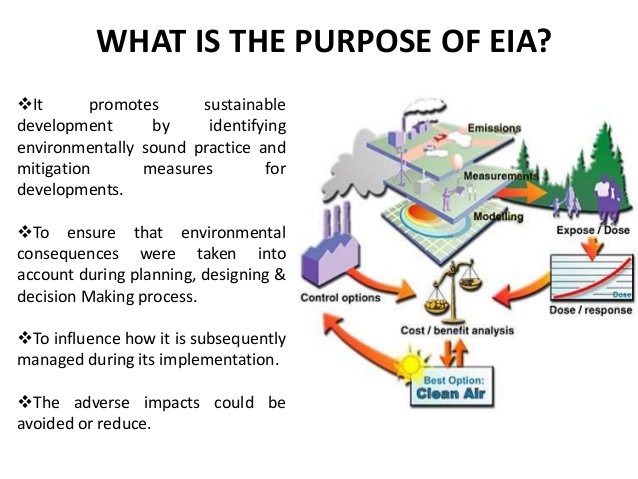 WHAT IS THE PURPOSE OF EIA?
❖It promotes sustainable
development by identifying
environmentally sound practice and
mitigation measures for
developments.
❖To ensure that environmental
consequences were taken into
account during planning, designing &
decision Making process.
❖To influence how it is subsequently
managed during its implementation.
❖The adverse impacts could be
avoided or reduce.
Emissions
Measurements
Modelling
Expose / Dose
Dose
Dose / response
Control options
Cost / benefit analysis
Best Option:
Clean Air